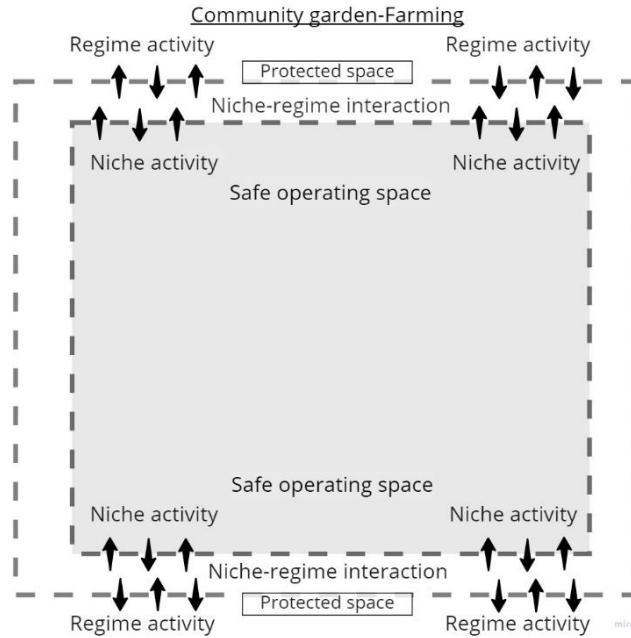 Community garden-Farming
Regime activity
Regime activity
Protected space
Niche-regime interaction
Niche activity
Niche activity
Safe operating space
Safe operating space
Niche activity
Niche activity
Niche-regime interaction
Protected space
Regime activity
Regime activity